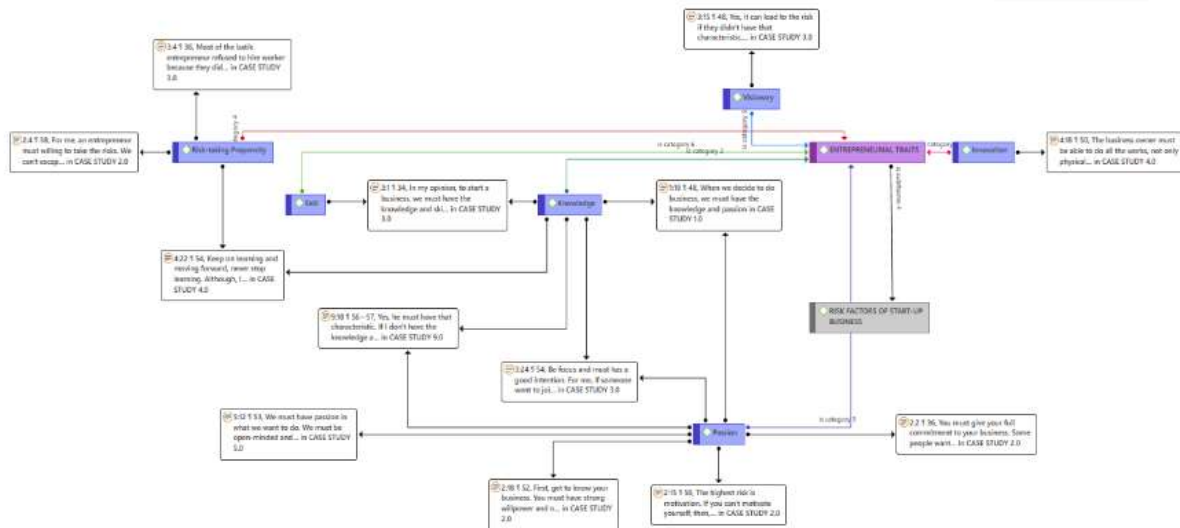 3:15 ¶ 48, Yes, it can lead to the risk
if they didn't have that
characteristic.... in CASE STUDY 3.0
3:4 ¶ 36, Most of the batik
entrepreneur refused to hire worker
because they did... in CASE STUDY
3.0
Visionary
2:4 ¶ 38, For me, an entrepreneur
must willing to take the risks. We
can't escap... in CASE STUDY 2.0
Risk-taking Propensity
is category 6
is category 2
ENTREPRENEURIAL TRAITS
Innovation
4:18 ¶ 50, The business owner must
be able to do all the works, not only
physical... in CASE STUDY 4.0
Skill
3:1 ¶ 34, In my opinion, to start a
business, we must have the
knowledge and ski... in CASE STUDY
3.0
Knowledge
When we decide to do
business, we must have the
knowledge and passion in CASE
STUDY 1.0
4:22 ¶ 54, Keep on learning and
moving forward, never stop
learning. Although, I... in CASE
STUDY 4.0
9:18 ¶ 56 – 57, Yes, he must have that
characteristic. If I don't have the
knowledge o... in CASE STUDY 9.0
RISK FACTORS OF START-UP
BUSINESS
3:24 ¶ 54, Be focus and must has a
good intention. For me, if someone
want to joi... in CASE STUDY 3.0
5:12 ¶ 53, We must have passion in
what we want to do. We must be
open-minded and... in CASE STUDY
5.0
Passion
2:2 ¶ 36, You must give your full
commitment to your business. Some
people want... in CASE STUDY 2.0
2:18 ¶ 52, First, get to know your
business. You must have strong
willpower and n... in CASE STUDY
2.0
2:15 ¶ 50, The highest risk is
motivation. If you can't motivate
yourself, then,... in CASE STUDY 2.0